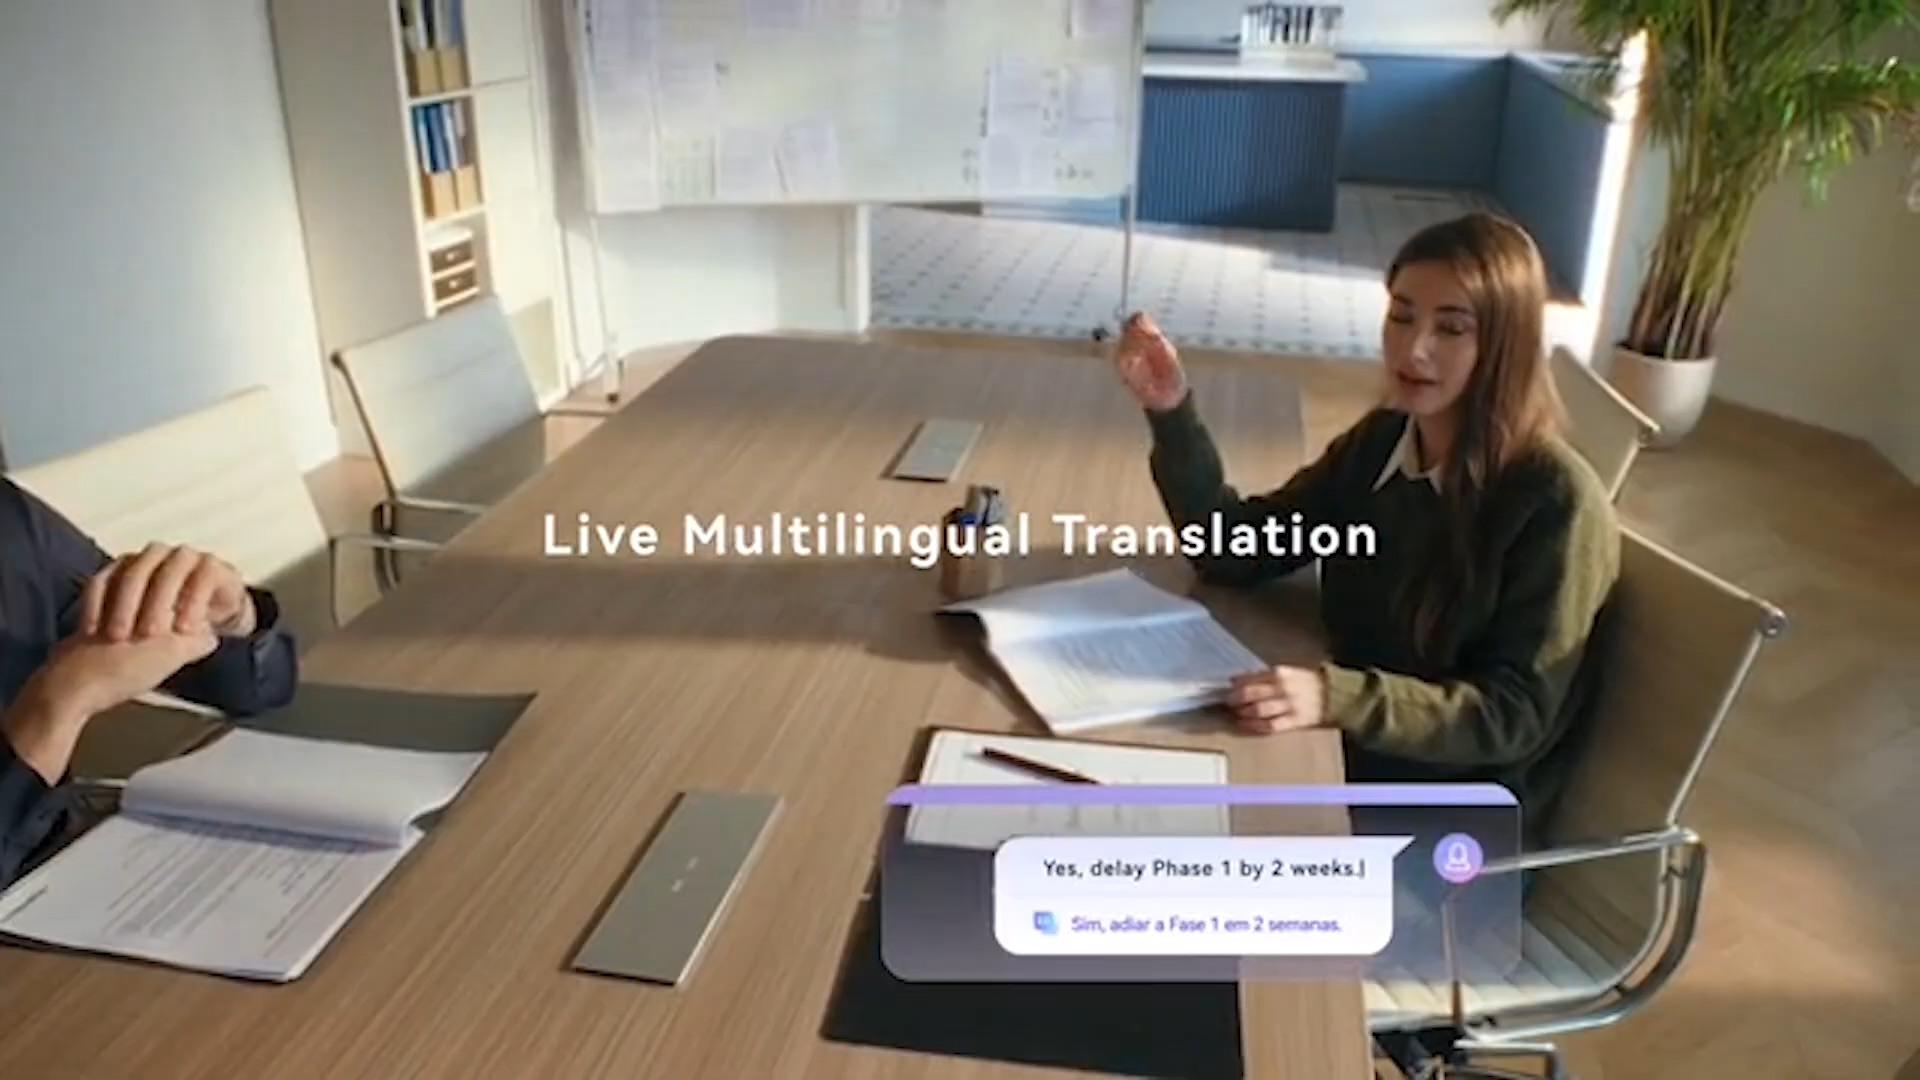 Live Multilingual Translation
Yes, delay Phase 1 by 2 weeks.
Sim, adiar a Fase 1 em 2 semanas.